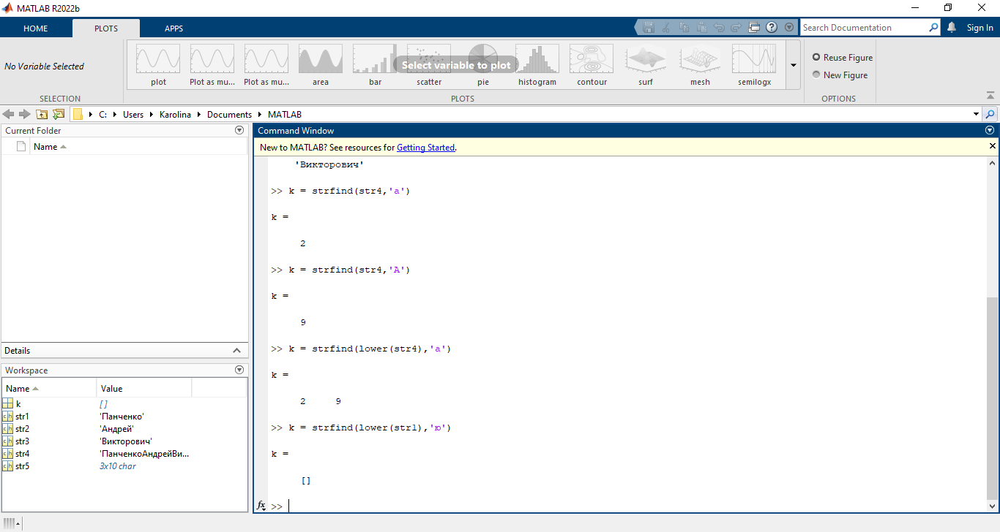 MATLAB R2022b
HOME PLOTS APPS
Search Documentation
Sign In
No Variable Selected
plot Plot as mu... Plot as mu... area bar scatter pie histogram contour surf mesh semilogx
Select variable to plot
Reuse Figure
New Figure
SELECTION PLOTS OPTIONS
C: Users Karolina Documents MATLAB
Current Folder
Name
Details
Workspace
Name Value
k []
str1 'Панченко'
str2 'Андрей'
str3 'Викторович'
str4 'ПанченкоАндрейВи...
str5 3x10 char
Command Window
New to MATLAB? See resources for Getting Started.
'Викторович'
>> k = strfind(str4,'а')
k =
2
>> k = strfind(str4,'А')
k =
9
>> k = strfind(lower(str4),'а')
k =
2 9
>> k = strfind(lower(str1),'ю')
k =
[]
fx >>